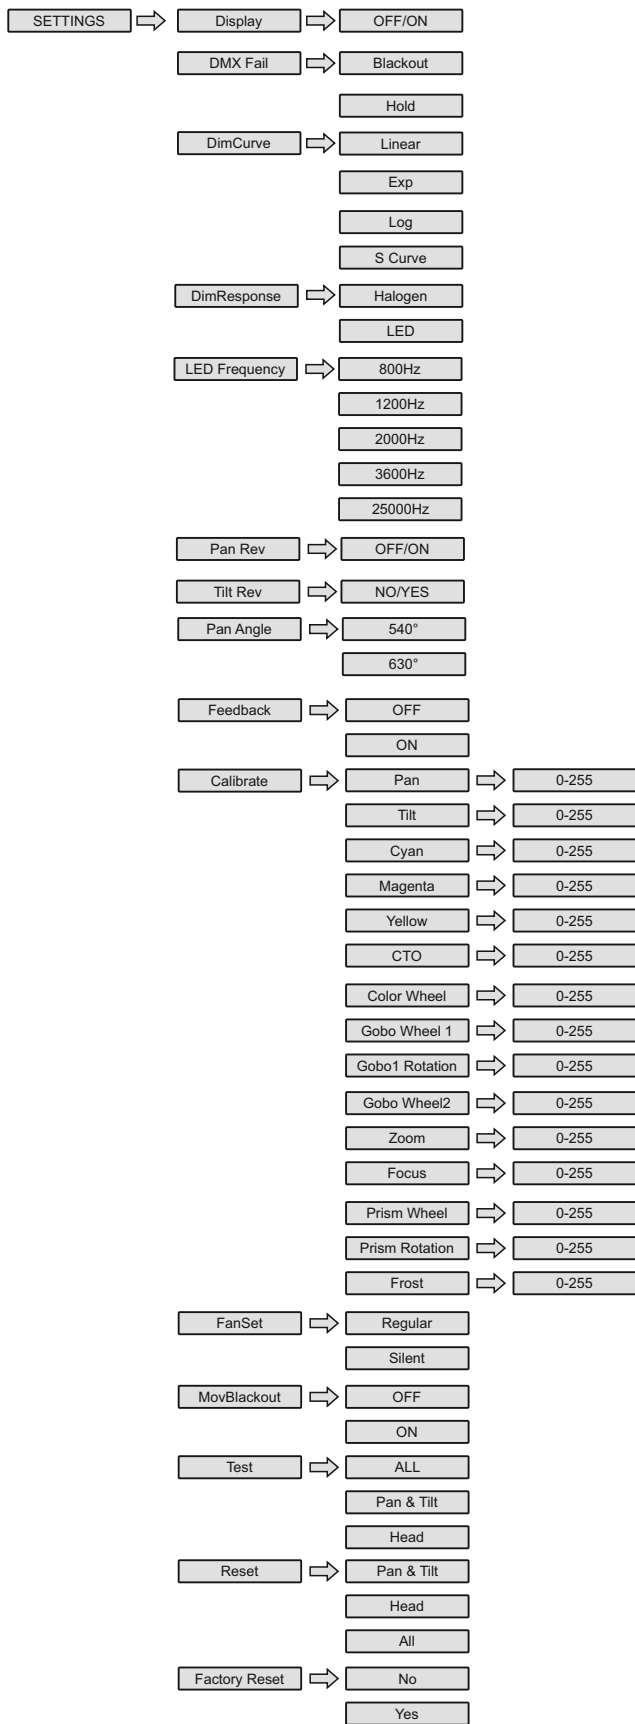 SETTINGS Display OFF/ON
DMX Fail Blackout
Hold
DimCurve Linear
Exp
Log
S Curve
DimResponse Halogen
LED
LED Frequency 800Hz
1200Hz
2000Hz
3600Hz
25000Hz
Pan Rev OFF/ON
Tilt Rev NO/YES
Pan Angle 540°
630°
Feedback OFF
ON
Calibrate Pan 0-255
Tilt 0-255
Cyan 0-255
Magenta 0-255
Yellow 0-255
CTO 0-255
Color Wheel 0-255
Gobo Wheel 1 0-255
Gobo1 Rotation 0-255
Gobo Wheel2 0-255
Zoom 0-255
Focus 0-255
Prism Wheel 0-255
Prism Rotation 0-255
Frost 0-255
FanSet Regular
Silent
MovBlackout OFF
ON
Test ALL
Pan & Tilt
Head
Reset Pan & Tilt
Head
All
Factory Reset No
Yes